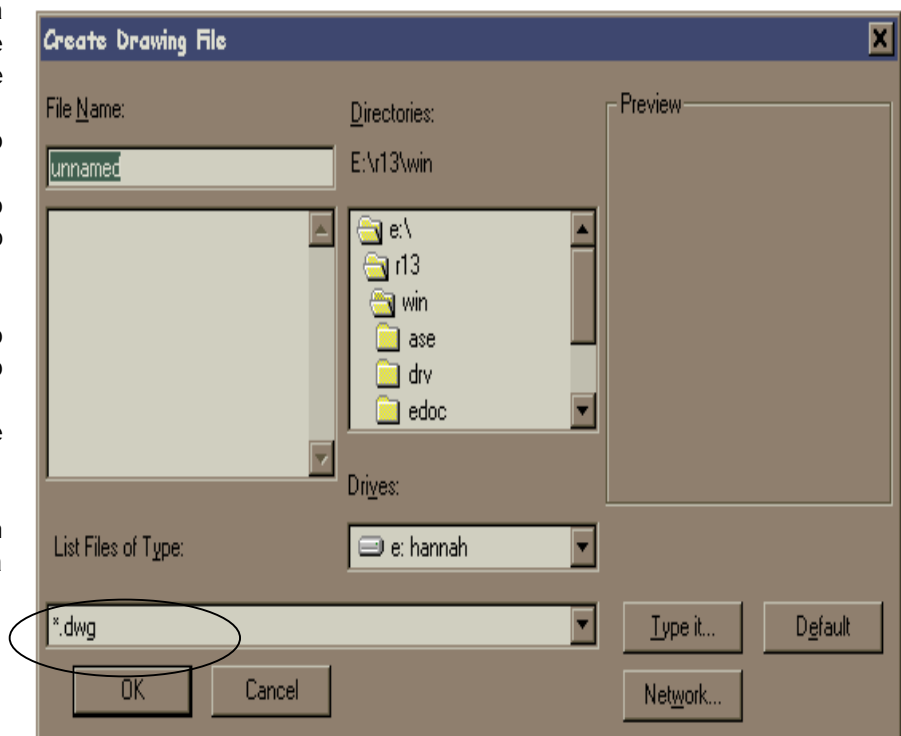 Create Drawing File
File Name:
Directories:
Preview
unnamed
E:\r13\win
e:\
r13
win
ase
drv
edoc
Drives:
List Files of Type:
e: hannah
*.dwg
Type it...
Default
OK
Cancel
Network...